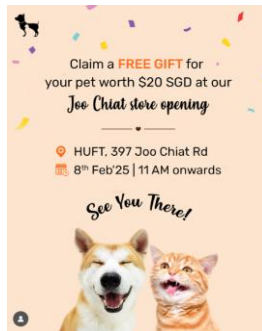 Claim a FREE GIFT for
your pet worth $20 SGD at our
Joo Chiat store opening
HUFT, 397 Joo Chiat Rd
8th Feb'25 | 11 AM onwards
See You There!